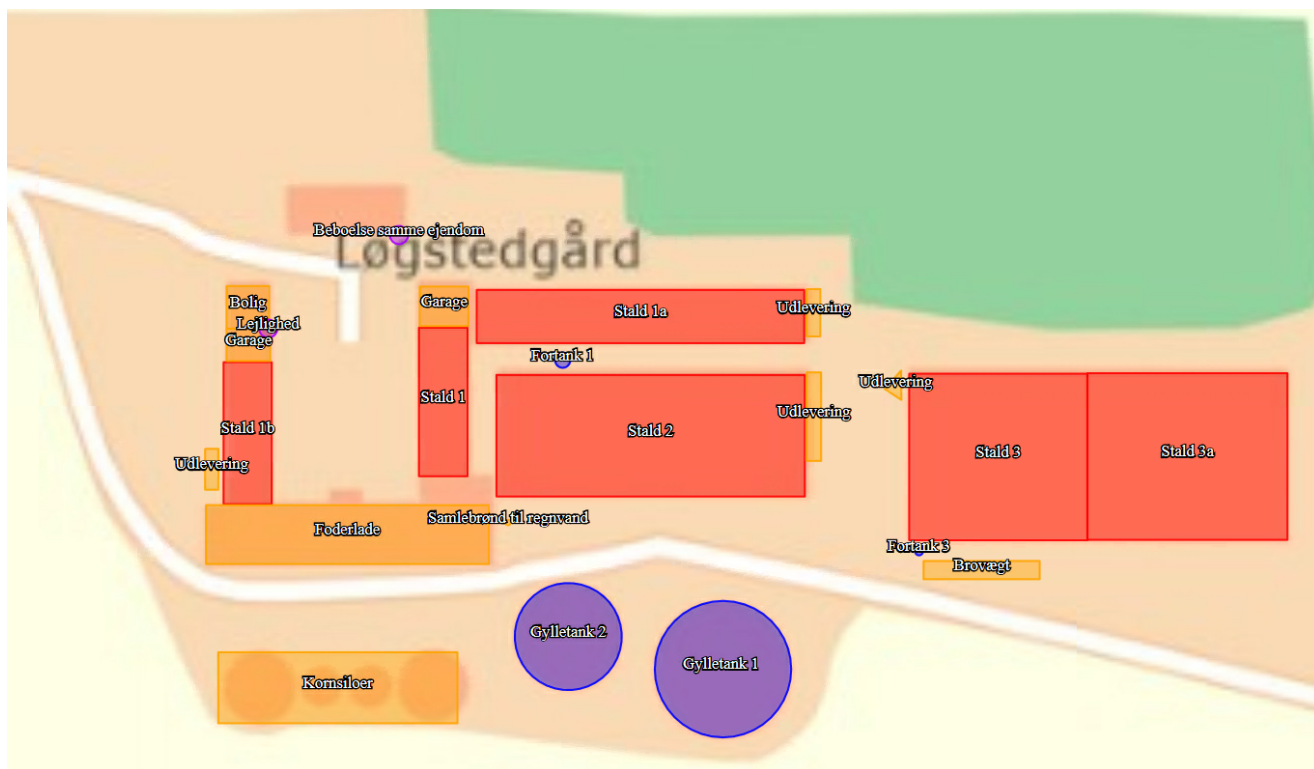 Beboelse samme ejendom
Løgstedgård
Bolig
Garage
Stald 1a
Udlevering
Lejlighed
Garage
Fortank 1
Udlevering
Stald 1
Udlevering
Stald 1b
Stald 2
Stald 3
Stald 3a
Udlevering
Samlebrønd til regnvand
Foderlade
Fortank 3
Brovægt
Gylletank 2
Gylletank 1
Kornsiloer